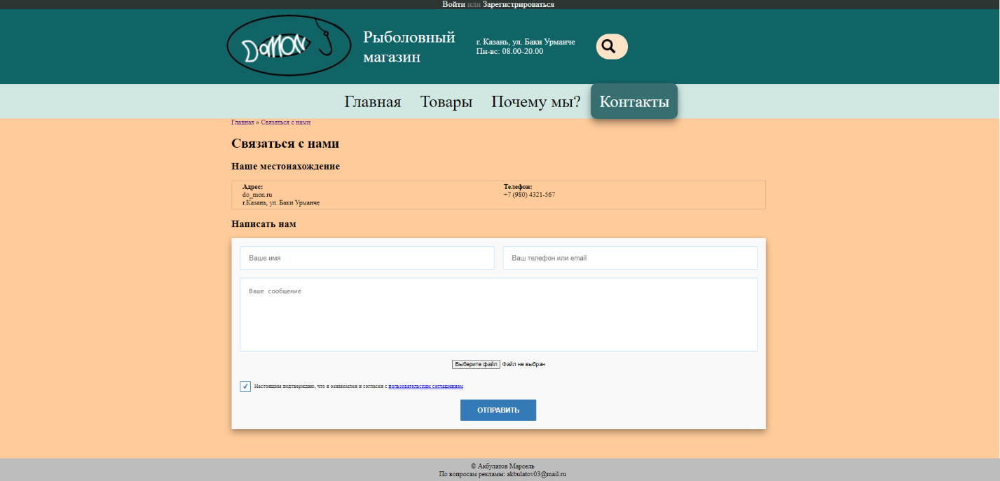 Войти или Зарегистрироваться
DoMON
Рыболовный
магазин
г. Казань, ул. Баки Урманче
Пн-вс: 08.00-20.00
Главная Товары Почему мы? Контакты
Главная » Связаться с нами
Связаться с нами
Наше местонахождение
Адрес: Телефон:
do_mon.ru +7 (980) 4321-567
г.Казань, ул. Баки Урманче
Написать нам
Ваше имя Ваш телефон или email
Ваше сообщение
Выберите файл Файл не выбран
Настоящим подтверждаю, что я ознакомлен и согласен с пользовательским соглашением
ОТПРАВИТЬ
© Акбулатов Марсель
По вопросам рекламы: akbulatov03@mail.ru